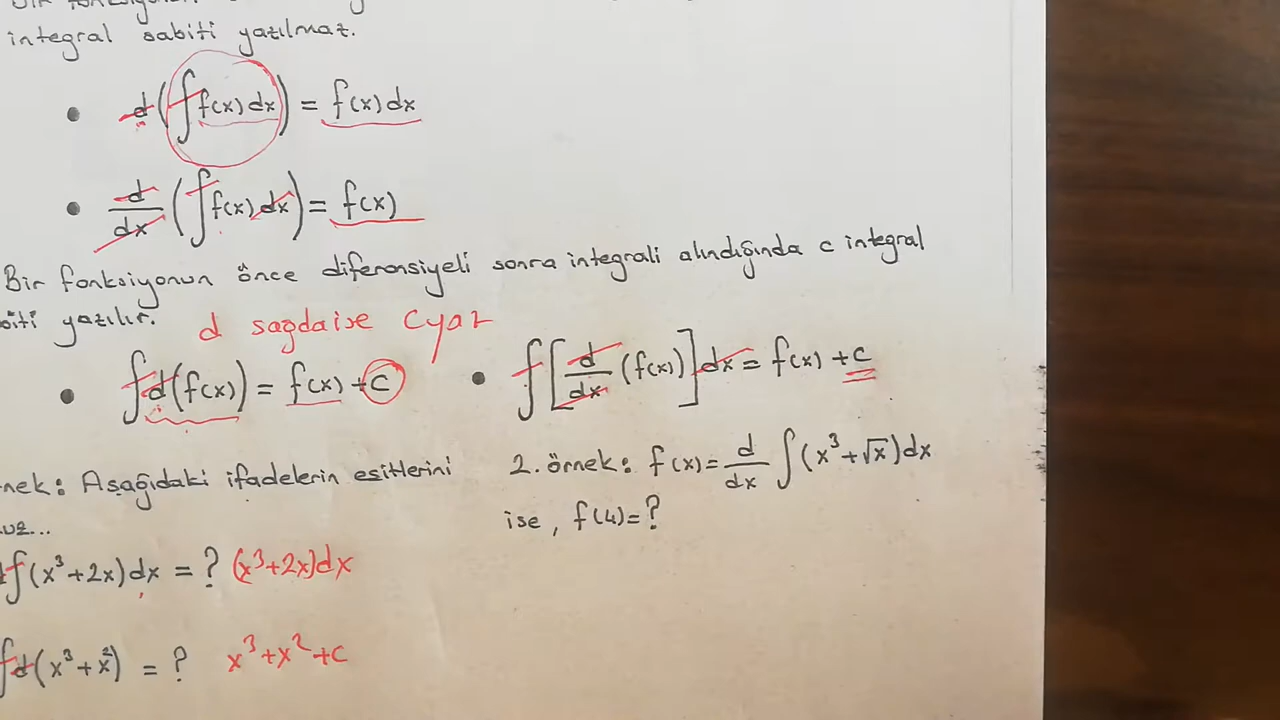 integral sabiti yazılmaz.
• d(∫f(x)dx) = f(x)dx
• d/dx (∫f(x)dx) = f(x)
Bir fonksiyonun önce diferansiyeli sonra integrali alındığında c integral
yazılır. d sağdaise C yaz
• ∫d(f(x)) = f(x) + c
• ∫[d/dx (f(x))]dx = f(x) + c
nek: Aşağıdaki ifadelerin eşitlerini
2. örnek: f(x) = d/dx ∫(x³+√x)dx
ise, f(4)=?
∫(x³+2x)dx = ? (x³+2x)dx
∫d(x³+x²) = ? x³+x²+c